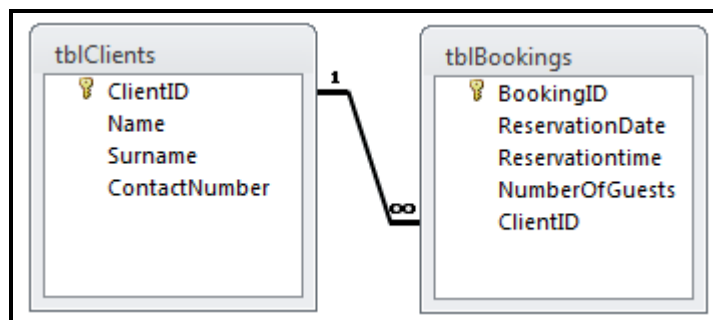 tblClients
ClientID
Name
Surname
ContactNumber
1
∞
tblBookings
BookingID
ReservationDate
Reservationtime
NumberOfGuests
ClientID